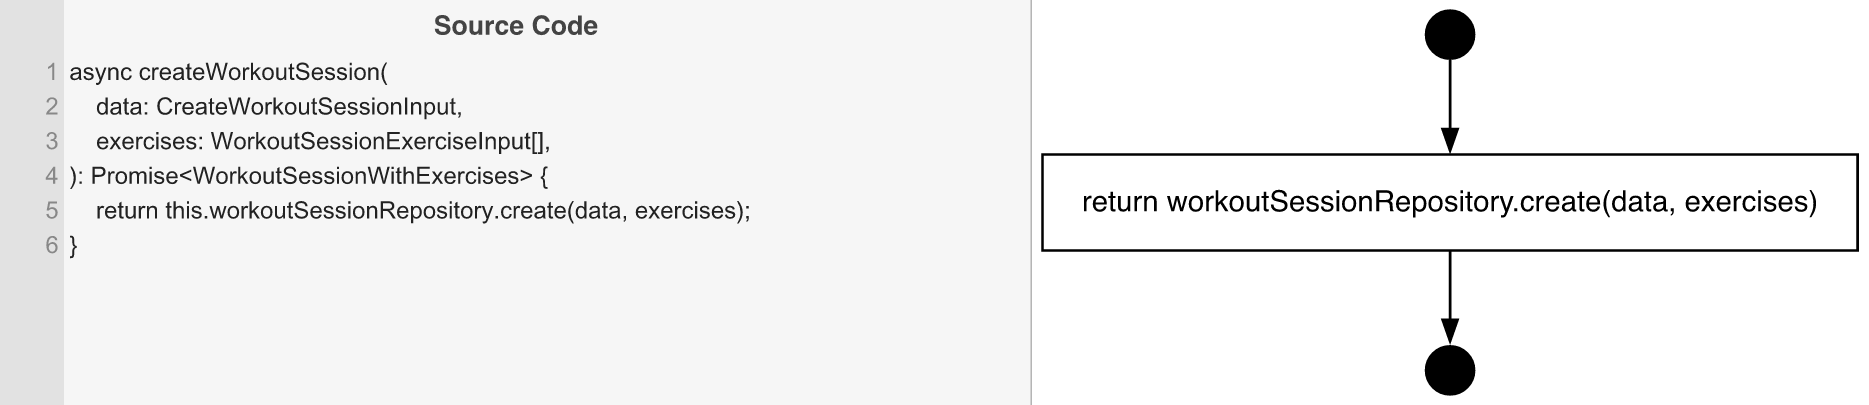 Source Code
1 async createWorkoutSession(
2 data: CreateWorkoutSessionInput,
3 exercises: WorkoutSessionExerciseInput[],
4 ): Promise<WorkoutSessionWithExercises> {
5 return this.workoutSessionRepository.create(data, exercises);
6 }
return workoutSessionRepository.create(data, exercises)